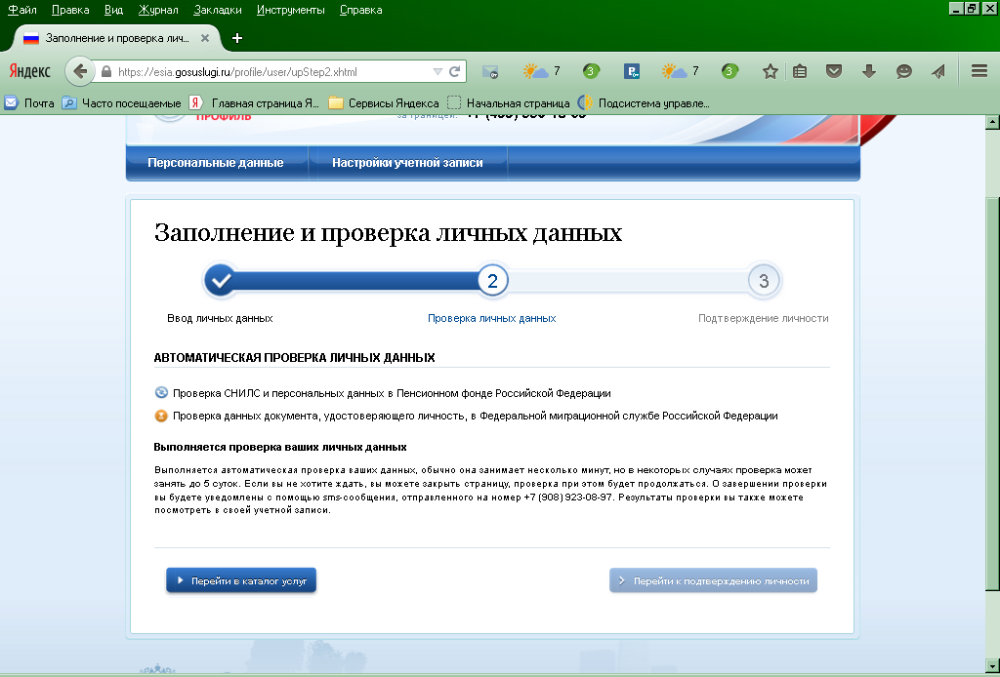 Файл Правка Вид Журнал Закладки Инструменты Справка
Заполнение и проверка лич...
Яндекс https://esia.gosuslugi.ru/profile/user/upStep2.xhtml 7 3 P 7 3
Почта Часто посещаемые Я Главная страница Я... Сервисы Яндекса Начальная страница Подсистема управле...
ПРОФИЛЬ
за границей:
Персональные данные Настройки учетной записи
Заполнение и проверка личных данных
2 3
Ввод личных данных Проверка личных данных Подтверждение личности
АВТОМАТИЧЕСКАЯ ПРОВЕРКА ЛИЧНЫХ ДАННЫХ
Проверка СНИЛС и персональных данных в Пенсионном фонде Российской Федерации
Проверка данных документа, удостоверяющего личность, в Федеральной миграционной службе Российской Федерации
Выполняется проверка ваших личных данных
Выполняется автоматическая проверка ваших данных, обычно она занимает несколько минут, но в некоторых случаях проверка может
занять до 5 суток. Если вы не хотите ждать, вы можете закрыть страницу, проверка при этом будет продолжаться. О завершении проверки
вы будете уведомлены с помощью sms-сообщения, отправленного на номер +7 (908) 923-08-97. Результаты проверки вы также можете
посмотреть в своей учетной записи.
Перейти в каталог услуг Перейти к подтверждению личности